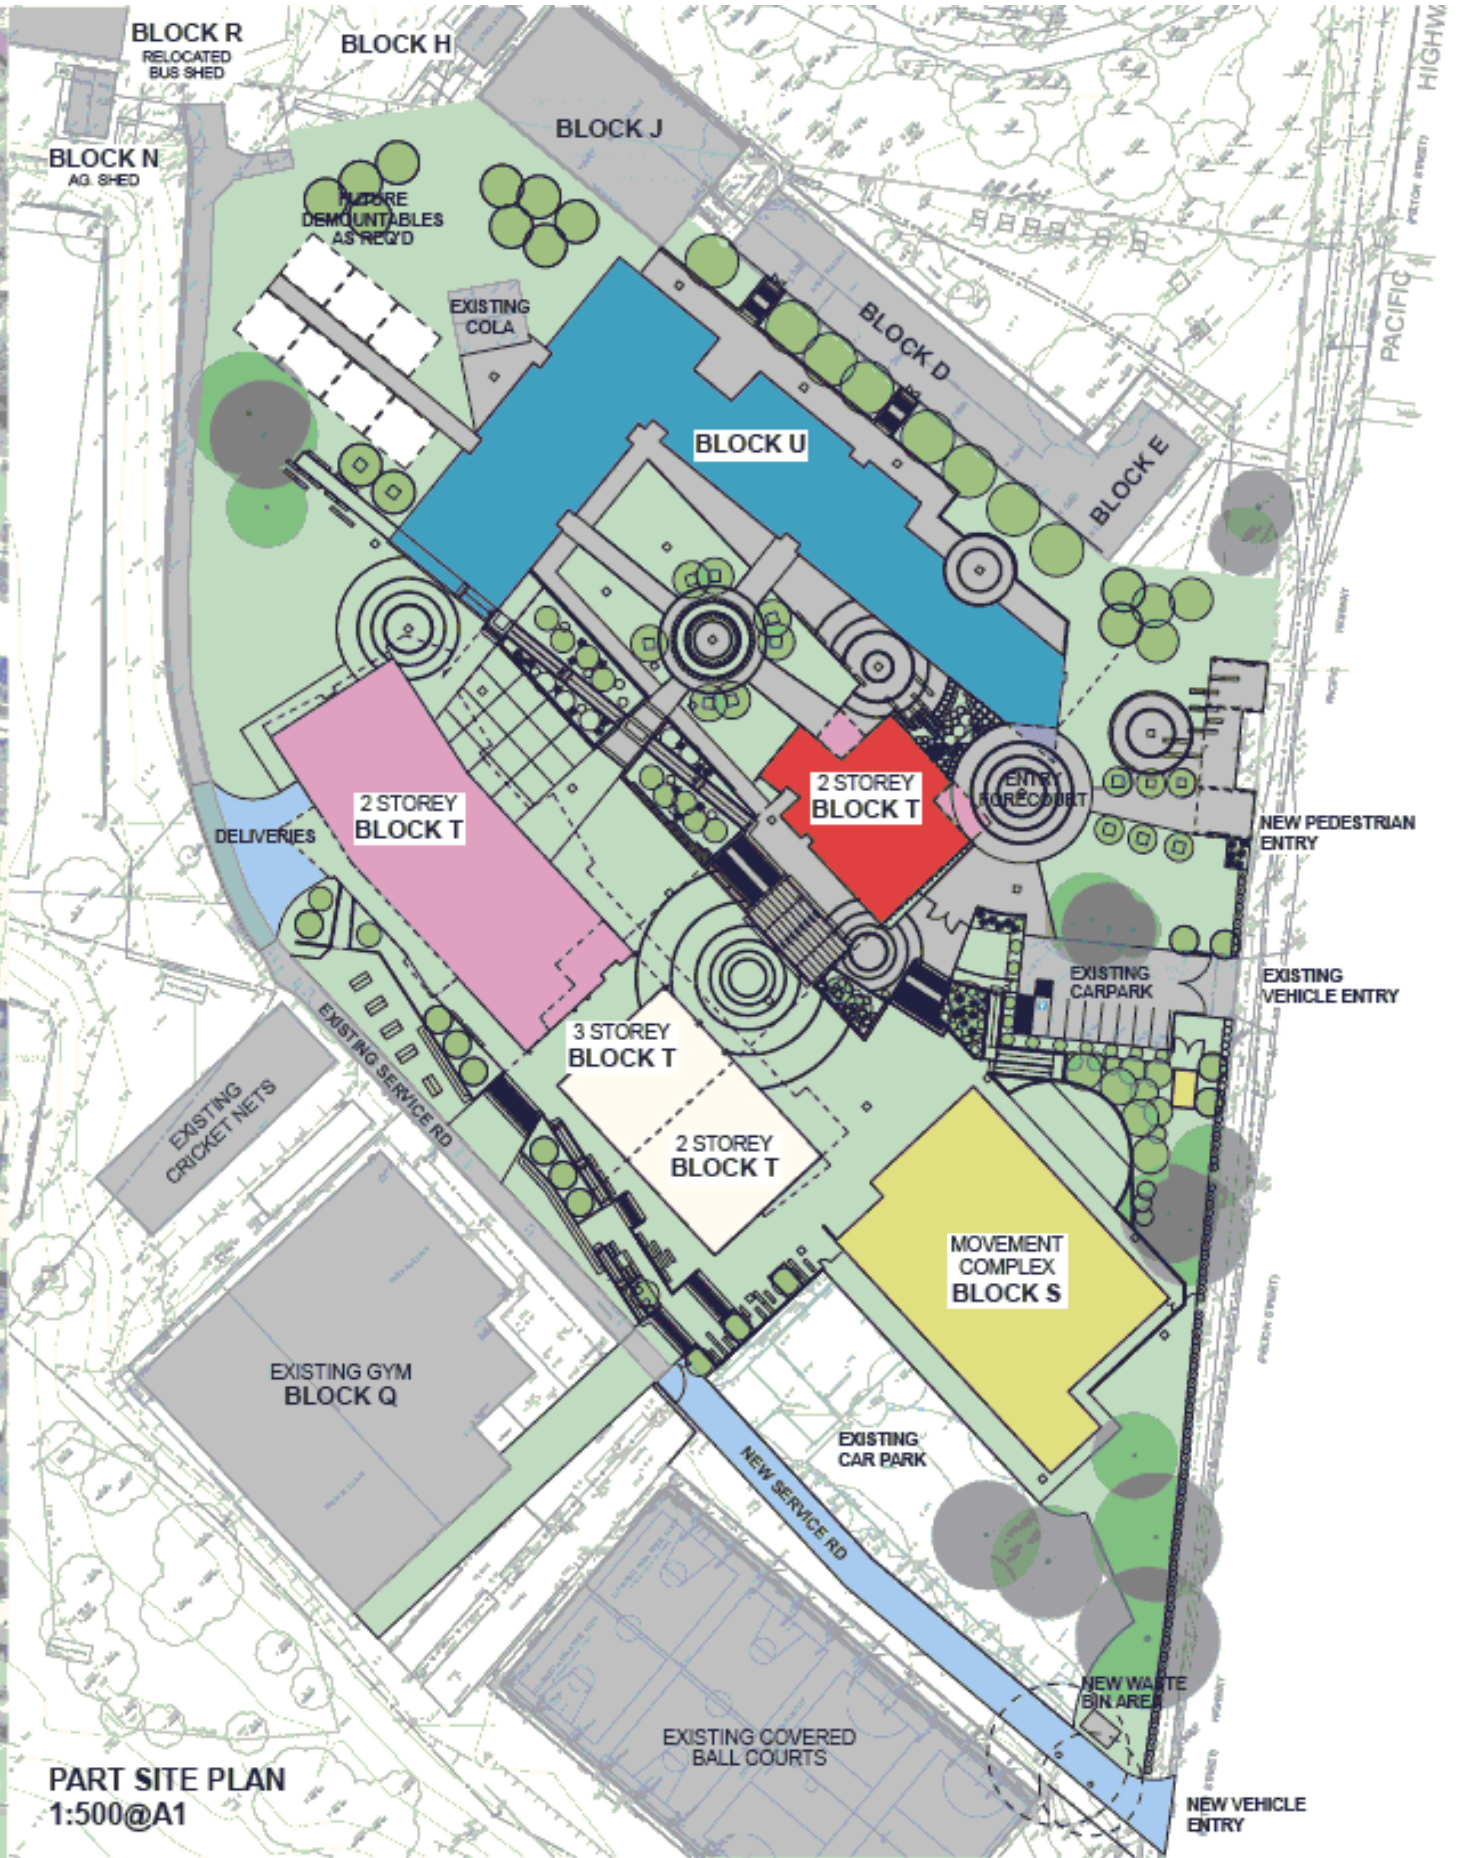 BLOCK R
RELOCATED
BUS SHED
BLOCK H
HIGHWAY
BLOCK J
BLOCK N
AG. SHED
FUTURE
DEMOUNTABLES
AS REQ'D
EXISTING
COLA
BLOCK D
PACIFIC
BLOCK U
BLOCK E
2 STOREY
BLOCK T
2 STOREY
BLOCK T
ENTRY
FORECOURT
DELIVERIES
NEW PEDESTRIAN
ENTRY
EXISTING
CARPARK
EXISTING
VEHICLE ENTRY
3 STOREY
BLOCK T
EXISTING SERVICE RD
EXISTING
CRICKET NETS
2 STOREY
BLOCK T
MOVEMENT
COMPLEX
BLOCK S
EXISTING GYM
BLOCK Q
EXISTING
CAR PARK
NEW SERVICE RD
NEW WASTE
BIN AREA
EXISTING COVERED
BALL COURTS
PART SITE PLAN
1:500@A1
NEW VEHICLE
ENTRY